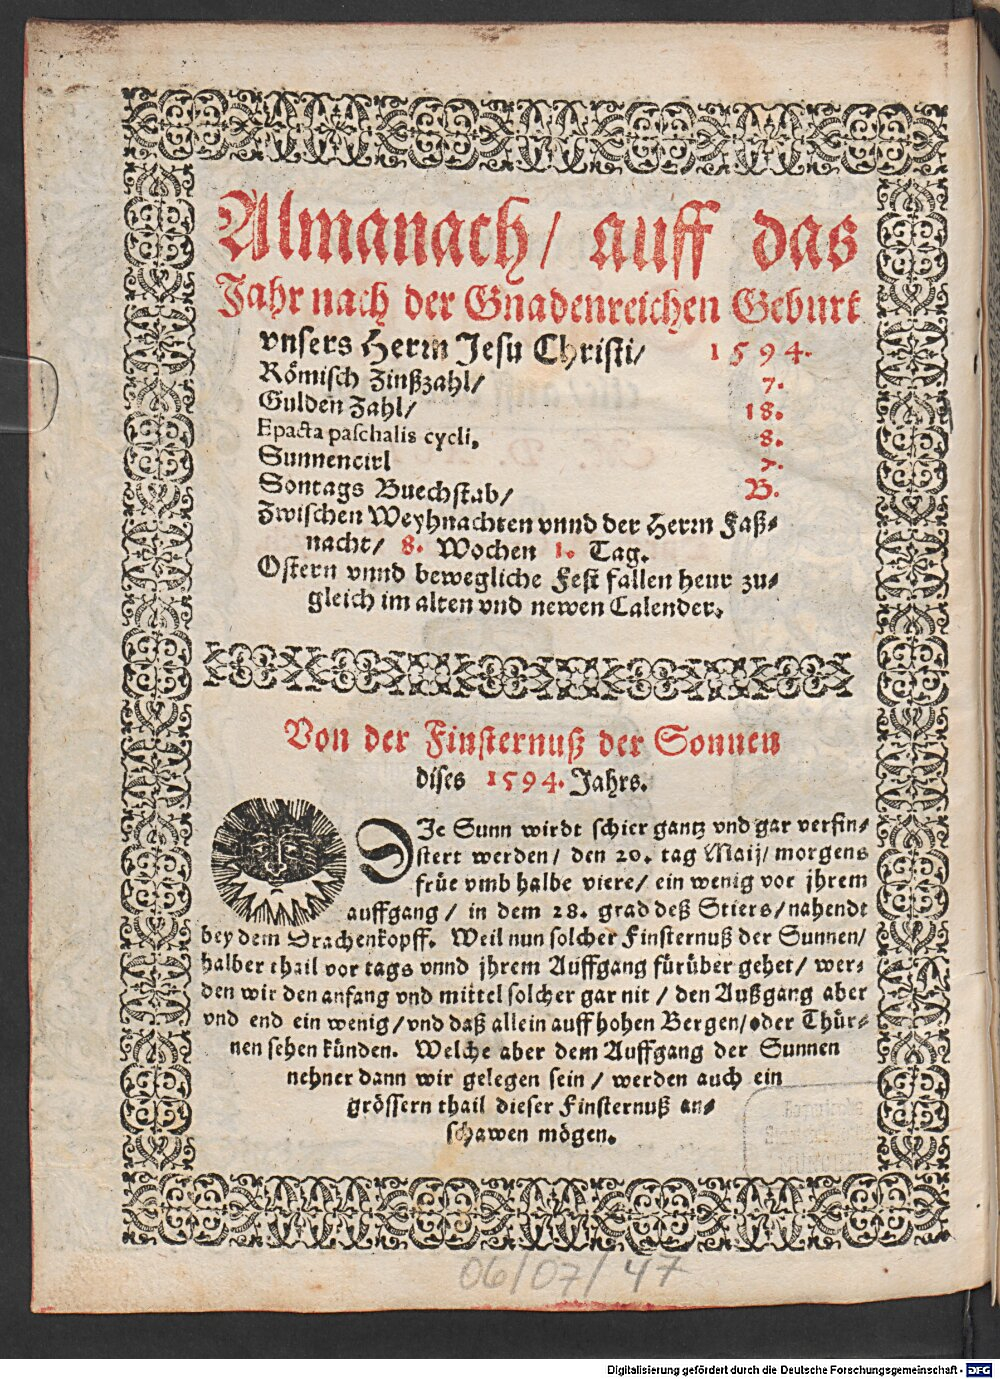 Almanach/ auff das
Jahr nach der Gnadenreichen Geburt
vnsers Herrn Jesu Christi/ 1594.
Römisch Zinßzahl/ 7.
Gulden Zahl/ 18.
Epacta paschalis cycli. 8.
Sunnencirl 7.
Sontags Buechstab/ B.
Zwischen Weyhnachten vnnd der Herrn Faß-
nacht/ 8. Wochen 1. Tag.
Ostern vnnd bewegliche Fest fallen heur zu-
gleich im alten vnd newen Calender.
Von der Finsternuß der Sonnen
dises 1594. Jahrs.
DJe Sunn wirdt schier gantz vnd gar verfin-
stert werden/ den 20. tag Maij/ morgens
früe vmb halbe viere/ ein wenig vor jhrem
auffgang/ in dem 28. grad deß Stiers/ nahendt
bey dem Drachenkopff. Weil nun solcher Finsternuß der Sunnen/
halber thail vor tags vnnd jhrem Auffgang fürüber gehet/ wer-
den wir den anfang vnd mittel solcher gar nit/ den Außgang aber
vnd end ein wenig/ vnd daß allein auff hohen Bergen/ oder Thür-
nen sehen künden. Welche aber dem Auffgang der Sunnen
nehner dann wir gelegen sein/ werden auch ein
grössern thail dieser Finsternuß an-
schawen mögen.
06/07/47
Digitalisierung gefördert durch die Deutsche Forschungsgemeinschaft - DFG